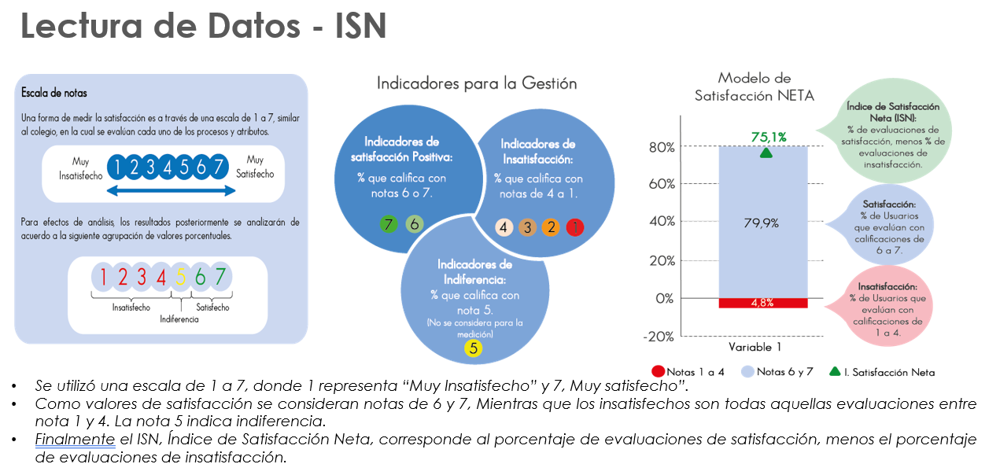 Lectura de Datos - ISN
Escala de notas
Una forma de medir la satisfacción es a través de una escala de 1 a 7, similar
al colegio, en la cual se evalúan cada uno de los procesos y atributos.
Muy
Insatisfecho
1 2 3 4 5 6 7
Muy
Satisfecho
Para efectos de análisis, los resultados posteriormente se analizarán de
acuerdo a la siguiente agrupación de valores porcentuales.
1 2 3 4 5 6 7
Insatisfecho
Satisfecho
Indiferencia
Indicadores para la Gestión
Indicadores de
satisfacción Positiva:
% que califica con
notas 6 o 7.
7 6
Indicadores de
Insatisfacción:
% que califica con
notas de 4 a 1.
4 3 2 1
Indicadores de
Indiferencia:
% que califica con
nota 5.
(No se considera para la
medición)
5
Modelo de
Satisfacción NETA
75,1%
80%
60%
40%
20%
0%
-20%
79,9%
4,8%
Variable 1
Notas 1 a 4
Notas 6 y 7
I. Satisfacción Neta
Índice de Satisfacción
Neta (ISN):
% de evaluaciones de
satisfacción, menos % de
evaluaciones de
insatisfacción.
Satisfacción:
% de Usuarios
que evalúan con
calificaciones de
6 a 7.
Insatisfacción:
% de Usuarios que
evalúan con
calificaciones de
1 a 4.
• Se utilizó una escala de 1 a 7, donde 1 representa “Muy Insatisfecho” y 7, Muy satisfecho”.
• Como valores de satisfacción se consideran notas de 6 y 7, Mientras que los insatisfechos son todas aquellas evaluaciones entre
nota 1 y 4. La nota 5 indica indiferencia.
• Finalmente el ISN, Índice de Satisfacción Neta, corresponde al porcentaje de evaluaciones de satisfacción, menos el porcentaje
de evaluaciones de insatisfacción.